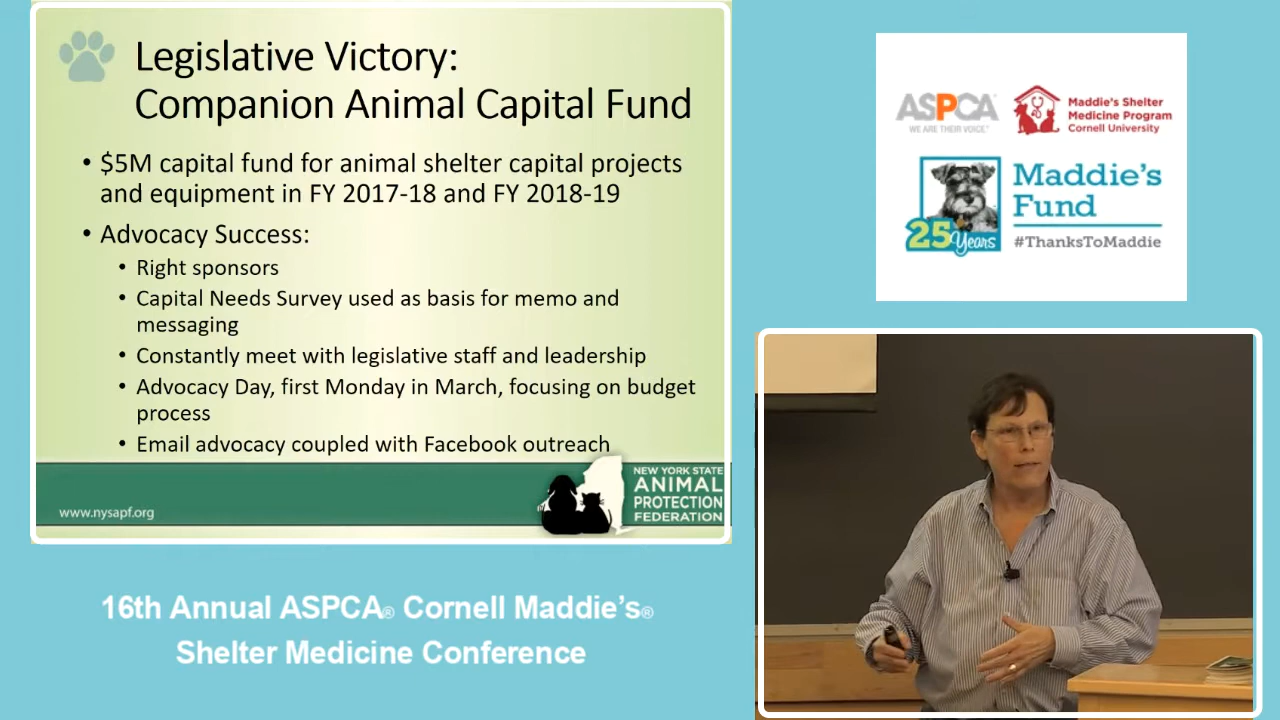 Legislative Victory:
Companion Animal Capital Fund
• $5M capital fund for animal shelter capital projects
and equipment in FY 2017-18 and FY 2018-19
• Advocacy Success:
• Right sponsors
• Capital Needs Survey used as basis for memo and
messaging
• Constantly meet with legislative staff and leadership
• Advocacy Day, first Monday in March, focusing on budget
process
• Email advocacy coupled with Facebook outreach
www.nysapf.org
NEW YORK STATE
ANIMAL
PROTECTION
FEDERATION
ASPCA
WE ARE THEIR VOICE®
Maddie's Shelter
Medicine Program
Cornell University
25 Years
Maddie's
Fund
#ThanksToMaddie
16th Annual ASPCA® Cornell Maddie's®
Shelter Medicine Conference